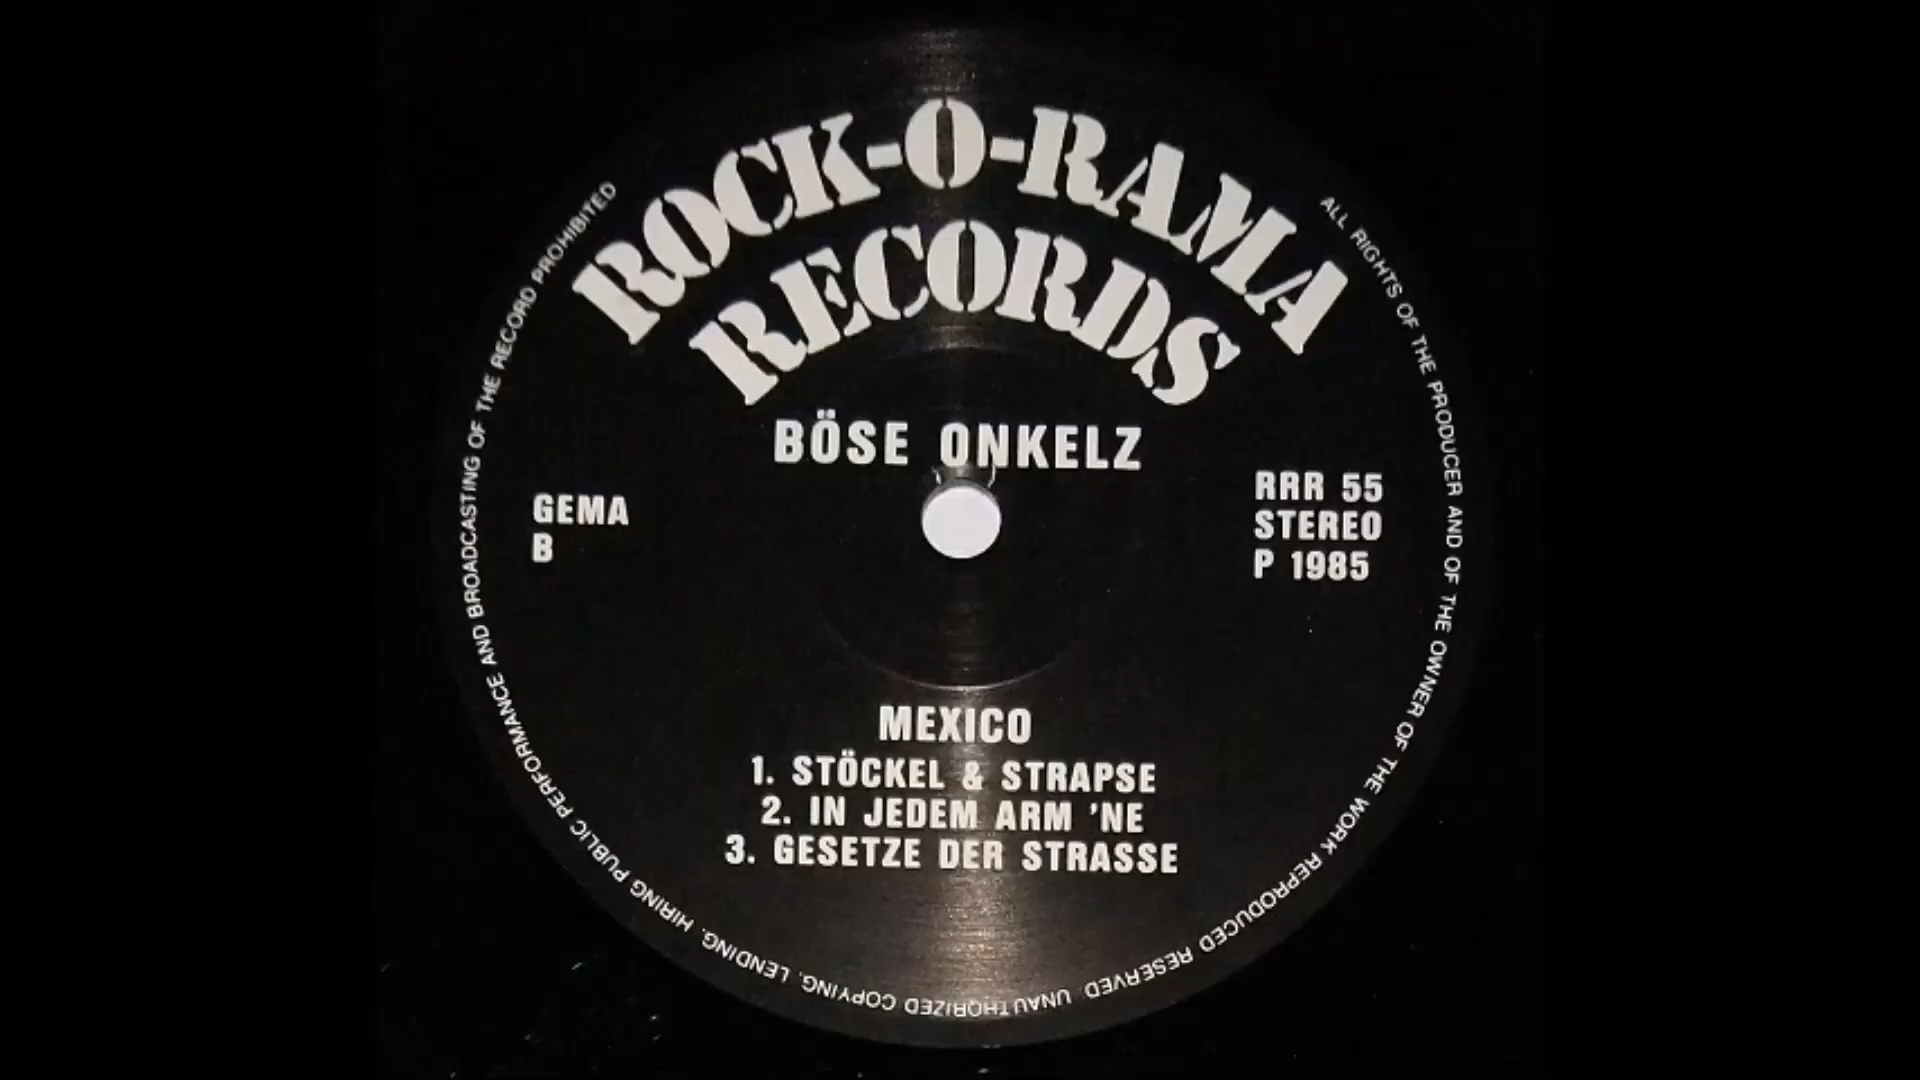 ROCK-O-RAMA
RECORDS
BÖSE ONKELZ
GEMA
B
RRR 55
STEREO
P 1985
MEXICO
1. STÖCKEL & STRAPSE
2. IN JEDEM ARM 'NE
3. GESETZE DER STRASSE
ALL RIGHTS OF THE PRODUCER AND OF THE OWNER OF THE WORK REPRODUCED RESERVED UNAUTHORIZED COPYING, LENDING, HIRING PUBLIC PERFORMANCE AND BROADCASTING OF THE RECORD PROHIBITED